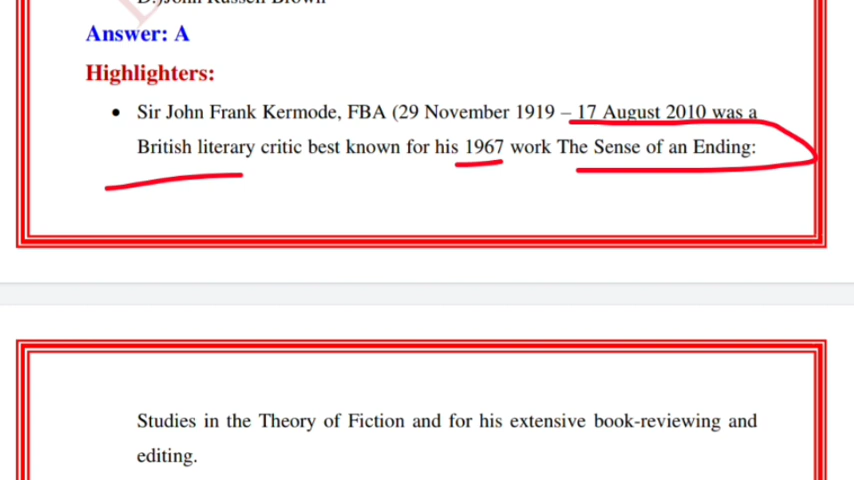 Answer: A
Highlighters:
• Sir John Frank Kermode, FBA (29 November 1919 – 17 August 2010 was a
British literary critic best known for his 1967 work The Sense of an Ending:
Studies in the Theory of Fiction and for his extensive book-reviewing and
editing.